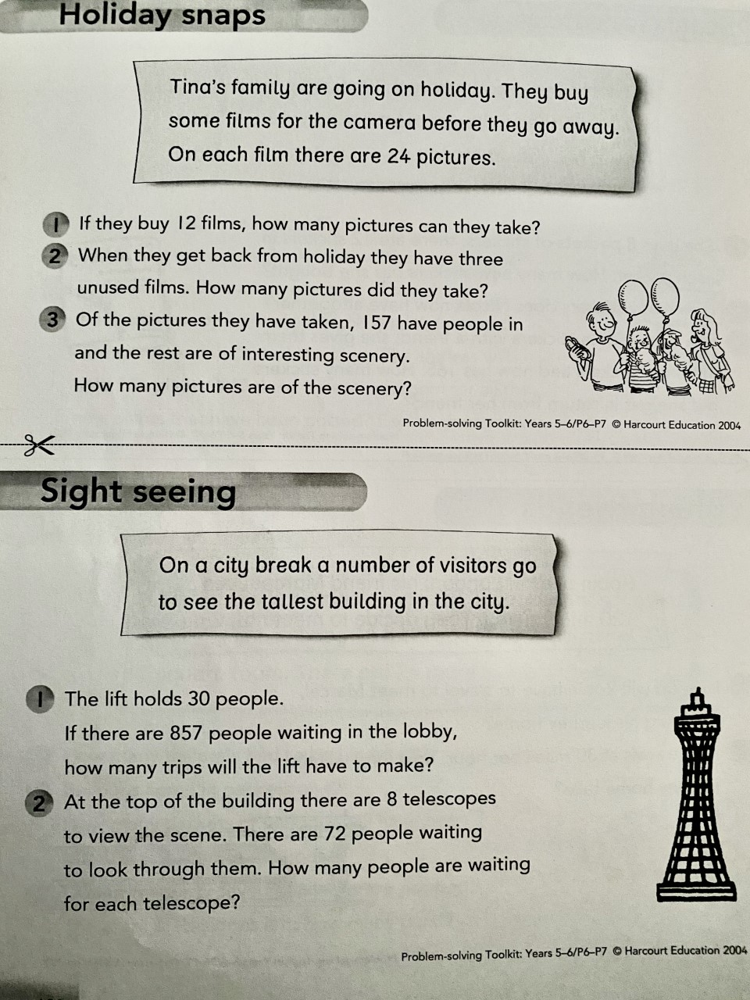 Holiday snaps
Tina's family are going on holiday. They buy
some films for the camera before they go away.
On each film there are 24 pictures.
1 If they buy 12 films, how many pictures can they take?
2 When they get back from holiday they have three
unused films. How many pictures did they take?
3 Of the pictures they have taken, 157 have people in
and the rest are of interesting scenery.
How many pictures are of the scenery?
Problem-solving Toolkit: Years 5–6/P6–P7 © Harcourt Education 2004
Sight seeing
On a city break a number of visitors go
to see the tallest building in the city.
1 The lift holds 30 people.
If there are 857 people waiting in the lobby,
how many trips will the lift have to make?
2 At the top of the building there are 8 telescopes
to view the scene. There are 72 people waiting
to look through them. How many people are waiting
for each telescope?
Problem-solving Toolkit: Years 5–6/P6–P7 © Harcourt Education 2004